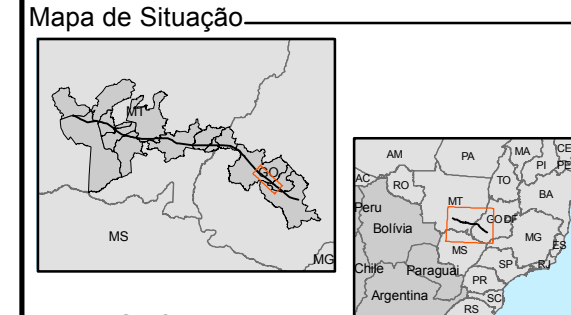 Mapa de Situação
MT
GO
MS
MG
AM
PA
MA
CE
PI
PE
AC
RO
TO
BA
Peru
MT
Bolívia
GO
DF
MG
ES
MS
SP
RJ
Chile
Paraguai
PR
Argentina
SC
RS